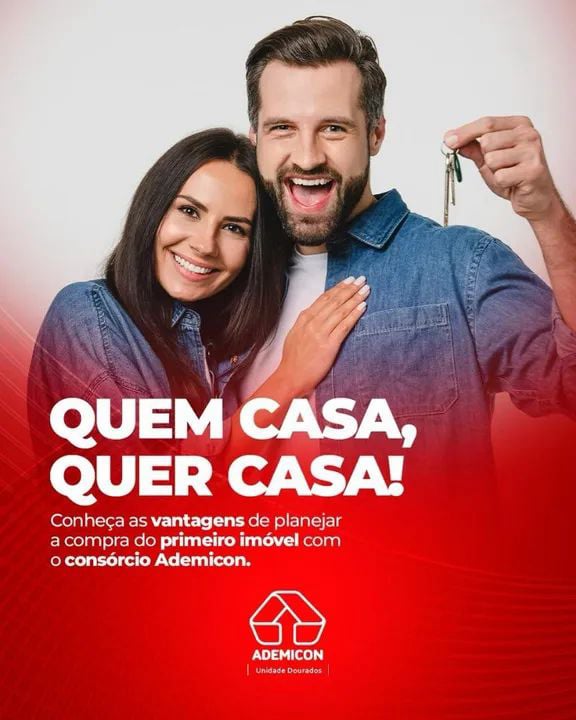 QUEM CASA,
QUER CASA!
Conheça as vantagens de planejar
a compra do primeiro imóvel com
o consórcio Ademicon.
ADEMICON
Unidade Dourados